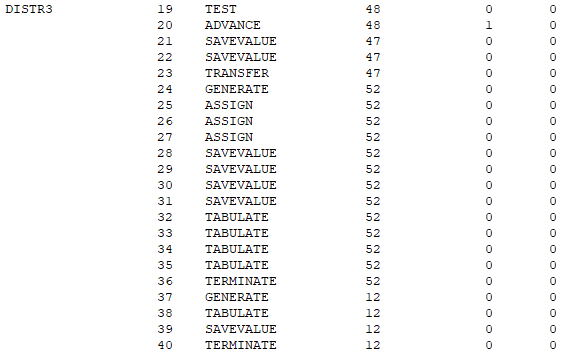 DISTR3 19 TEST 48 0 0
20 ADVANCE 48 1 0
21 SAVEVALUE 47 0 0
22 SAVEVALUE 47 0 0
23 TRANSFER 47 0 0
24 GENERATE 52 0 0
25 ASSIGN 52 0 0
26 ASSIGN 52 0 0
27 ASSIGN 52 0 0
28 SAVEVALUE 52 0 0
29 SAVEVALUE 52 0 0
30 SAVEVALUE 52 0 0
31 SAVEVALUE 52 0 0
32 TABULATE 52 0 0
33 TABULATE 52 0 0
34 TABULATE 52 0 0
35 TABULATE 52 0 0
36 TERMINATE 52 0 0
37 GENERATE 12 0 0
38 TABULATE 12 0 0
39 SAVEVALUE 12 0 0
40 TERMINATE 12 0 0